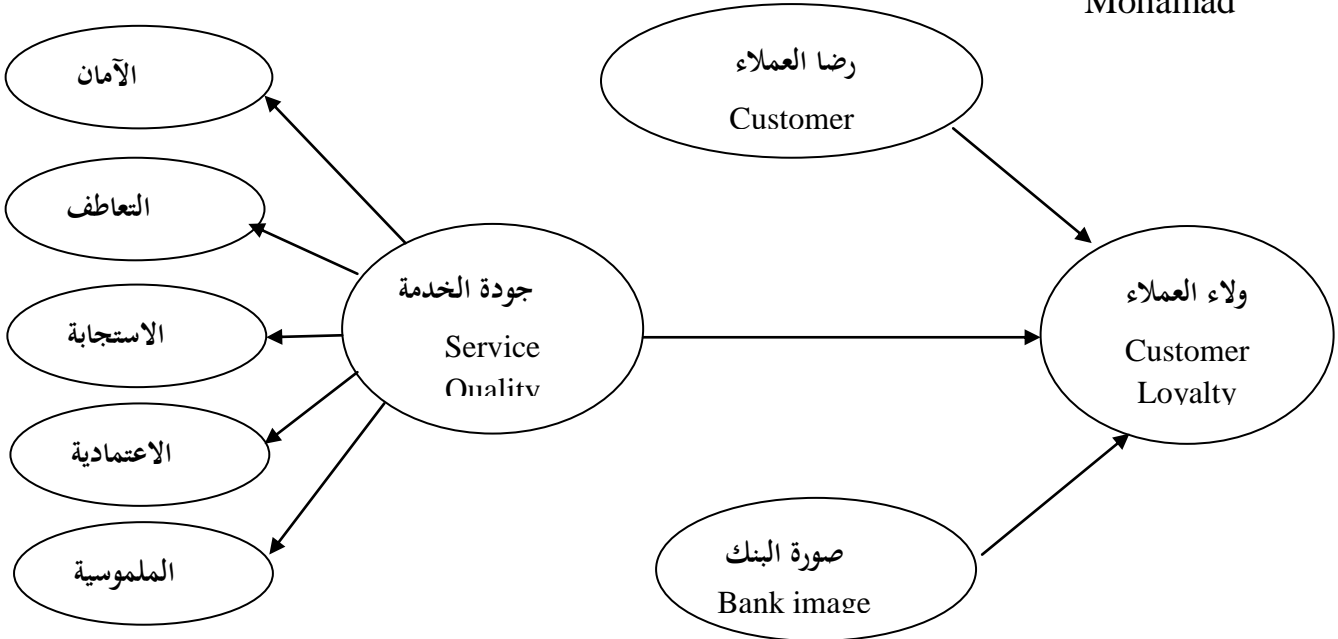 Mohamad
رضا العملاء
Customer
الآمان
التعاطف
جودة الخدمة
Service
Quality
ولاء العملاء
Customer
Loyalty
الاستجابة
الاعتمادية
صورة البنك
Bank image
الملموسية